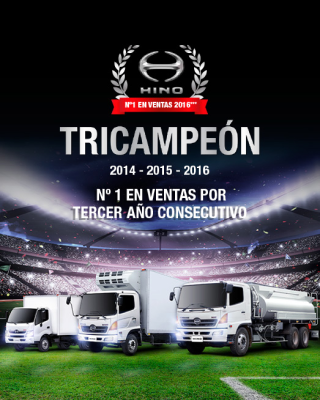 HINO
Nº1 EN VENTAS 2016***
TRICAMPEÓN
2014 - 2015 - 2016
Nº 1 EN VENTAS POR
TERCER AÑO CONSECUTIVO